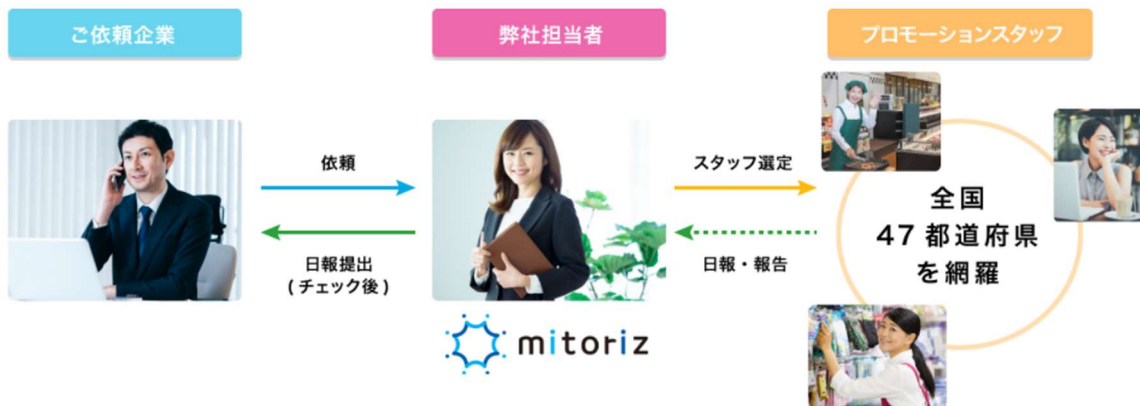 ご依頼企業
弊社担当者
プロモーションスタッフ
依頼
日報提出
(チェック後)
スタッフ選定
日報・報告
全国
47都道府県
を網羅
mitoriz